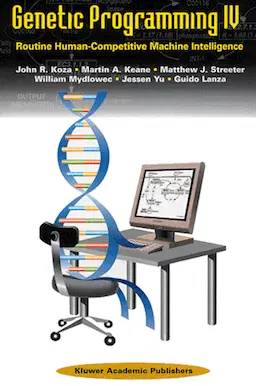 Genetic Programming IV
Routine Human-Competitive Machine Intelligence
John R. Koza • Martin A. Keane • Matthew J. Streeter
William Mydlowec • Jessen Yu • Guido Lanza
Kluwer Academic Publishers